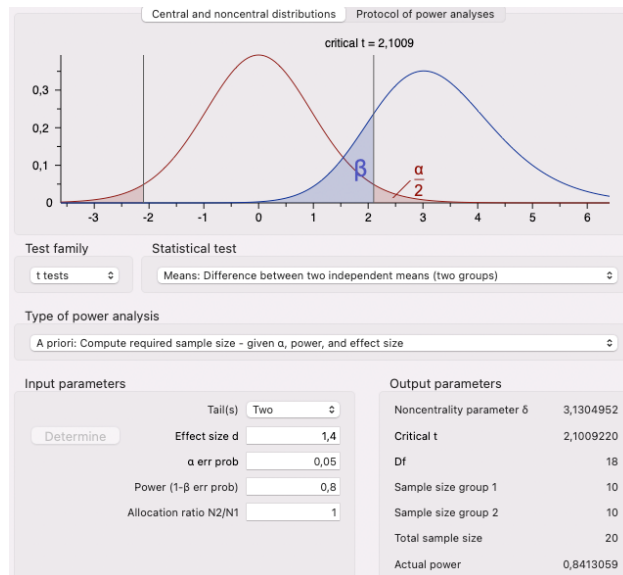 Central and noncentral distributions Protocol of power analyses
critical t = 2,1009
0,3
0,2
0,1
0
β
α
2
-3 -2 -1 0 1 2 3 4 5 6
Test family Statistical test
t tests Means: Difference between two independent means (two groups)
Type of power analysis
A priori: Compute required sample size - given α, power, and effect size
Input parameters Output parameters
Tail(s) Two Noncentrality parameter δ 3,1304952
Determine Effect size d 1,4 Critical t 2,1009220
α err prob 0,05 Df 18
Power (1-β err prob) 0,8 Sample size group 1 10
Allocation ratio N2/N1 1 Sample size group 2 10
Total sample size 20
Actual power 0,8413059